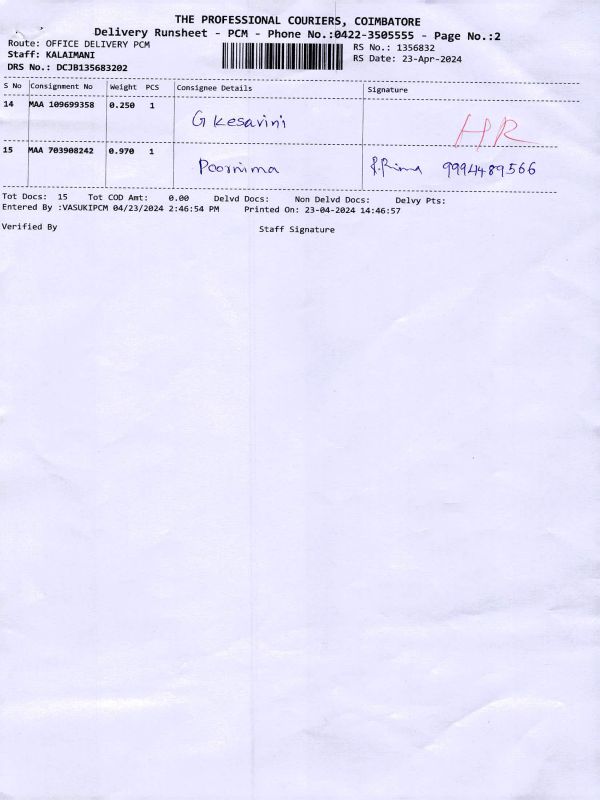 THE PROFESSIONAL COURIERS, COIMBATORE
Delivery Runsheet - PCM - Phone No.:0422-3505555 - Page No.:2
Route: OFFICE DELIVERY PCM
RS No.: 1356832
Staff: KALAIMANI
RS Date: 23-Apr-2024
DRS No.: DCJB135683202
S No Consignment No Weight PCS Consignee Details Signature
14 MAA 109699358 0.250 1
G Kesavini HR
15 MAA 703908242 0.970 1
Poornima 9994489566
Tot Docs: 15 Tot COD Amt: 0.00 Delvd Docs: Non Delvd Docs: Delvy Pts:
Entered By :VASUKIPCM 04/23/2024 2:46:54 PM Printed On: 23-04-2024 14:46:57
Verified By Staff Signature